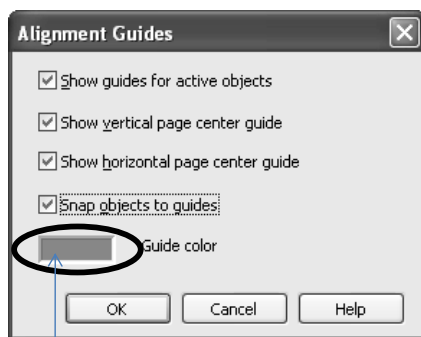 Alignment Guides
Show guides for active objects
Show vertical page center guide
Show horizontal page center guide
Snap objects to guides
Guide color
OK Cancel Help